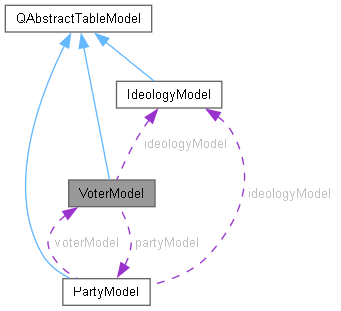 QAbstractTableModel
IdeologyModel
ideologyModel
VoterModel
ideologyModel
voterModel
partyModel
PartyModel